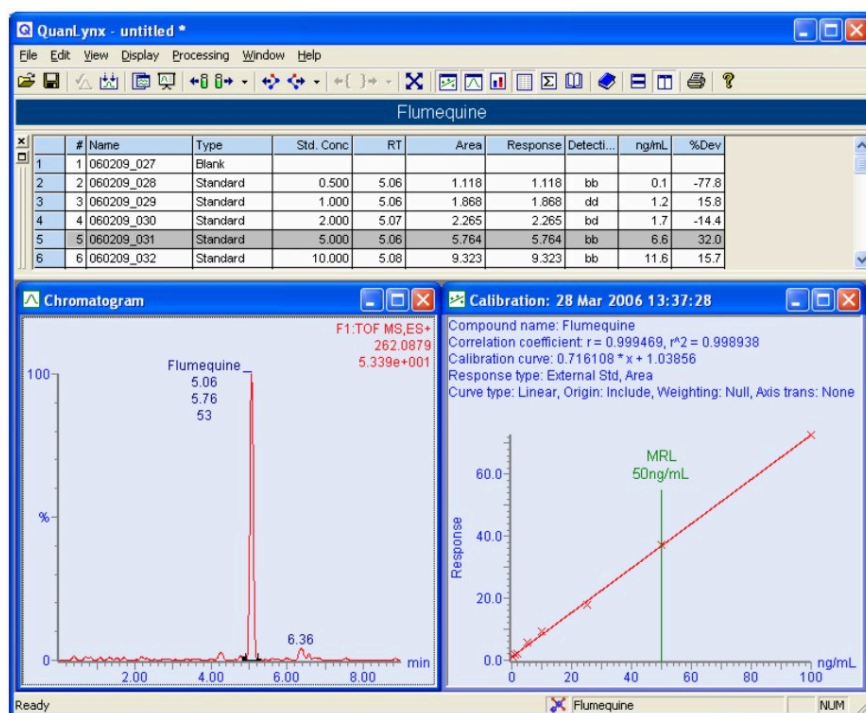 QuanLynx - untitled *
File Edit View Display Processing Window Help
Flumequine
# Name Type Std. Conc RT Area Response Detecti... ng/mL %Dev
1 1 060209_027 Blank
2 2 060209_028 Standard 0.500 5.06 1.118 1.118 bb 0.1 -77.8
3 3 060209_029 Standard 1.000 5.06 1.868 1.868 dd 1.2 15.8
4 4 060209_030 Standard 2.000 5.07 2.265 2.265 bd 1.7 -14.4
5 5 060209_031 Standard 5.000 5.06 5.764 5.764 bb 6.6 32.0
6 6 060209_032 Standard 10.000 5.08 9.323 9.323 bb 11.6 15.7
Chromatogram
F1:TOF MS,ES+
262.0879
5.339e+001
Flumequine
5.06
5.76
53
100
%
0
6.36
2.00 4.00 6.00 8.00 min
Calibration: 28 Mar 2006 13:37:28
Compound name: Flumequine
Correlation coefficient: r = 0.999469, r^2 = 0.998938
Calibration curve: 0.716108 * x + 1.03856
Response type: External Std, Area
Curve type: Linear, Origin: Include, Weighting: Null, Axis trans: None
MRL
50ng/mL
Response
60.0
40.0
20.0
0.0
0 20 40 60 80 100 ng/mL
Ready Flumequine NUM